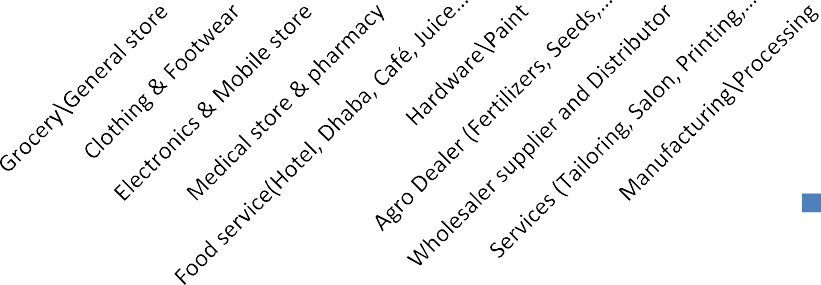 Grocery\General store
Clothing & Footwear
Electronics & Mobile store
Medical store & pharmacy
Food service(Hotel, Dhaba, Café, Juice...
Hardware\Paint
Agro Dealer (Fertilizers, Seeds,...
Wholesaler supplier and Distributor
Services (Tailoring, Salon, Printing,...
Manufacturing\Processing